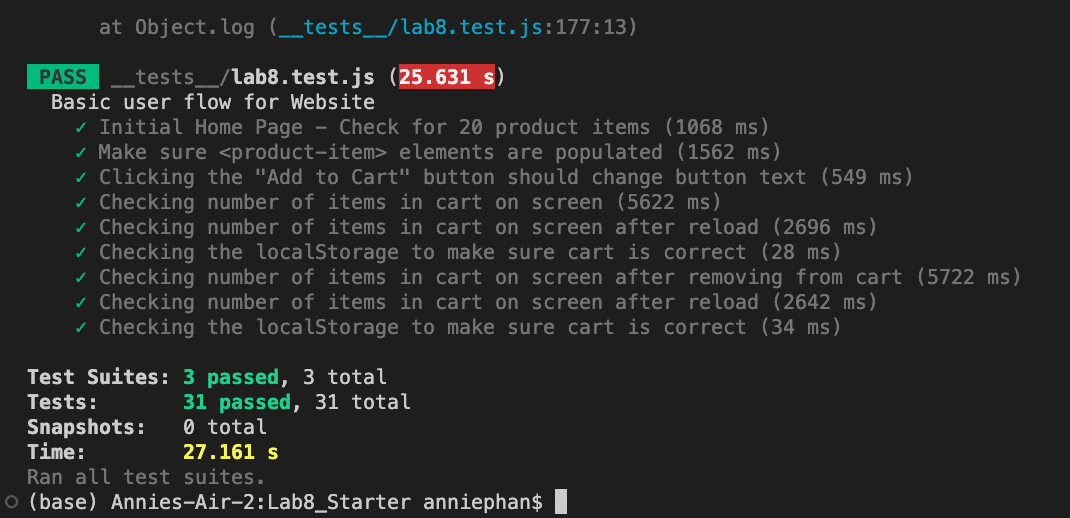 at Object.log (__tests__/lab8.test.js:177:13)
PASS __tests__/lab8.test.js (25.631 s)
Basic user flow for Website
✓ Initial Home Page – Check for 20 product items (1068 ms)
✓ Make sure <product-item> elements are populated (1562 ms)
✓ Clicking the "Add to Cart" button should change button text (549 ms)
✓ Checking number of items in cart on screen (5622 ms)
✓ Checking number of items in cart on screen after reload (2696 ms)
✓ Checking the localStorage to make sure cart is correct (28 ms)
✓ Checking number of items in cart on screen after removing from cart (5722 ms)
✓ Checking number of items in cart on screen after reload (2642 ms)
✓ Checking the localStorage to make sure cart is correct (34 ms)
Test Suites: 3 passed, 3 total
Tests: 31 passed, 31 total
Snapshots: 0 total
Time: 27.161 s
Ran all test suites.
(base) Annies-Air-2:Lab8_Starter anniephan$